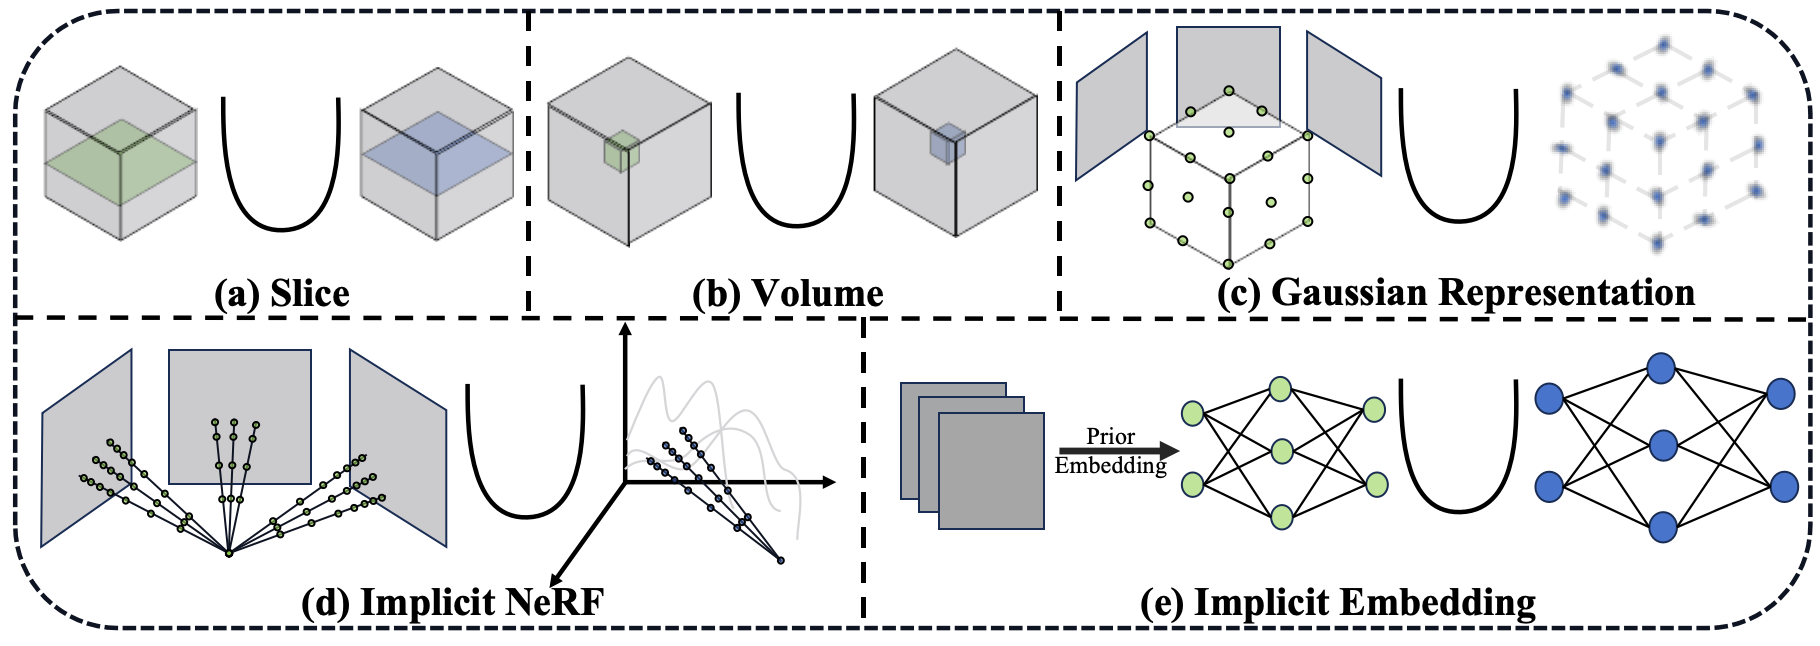 (a) Slice
(b) Volume
(c) Gaussian Representation
(d) Implicit NeRF
Prior
Embedding
(e) Implicit Embedding